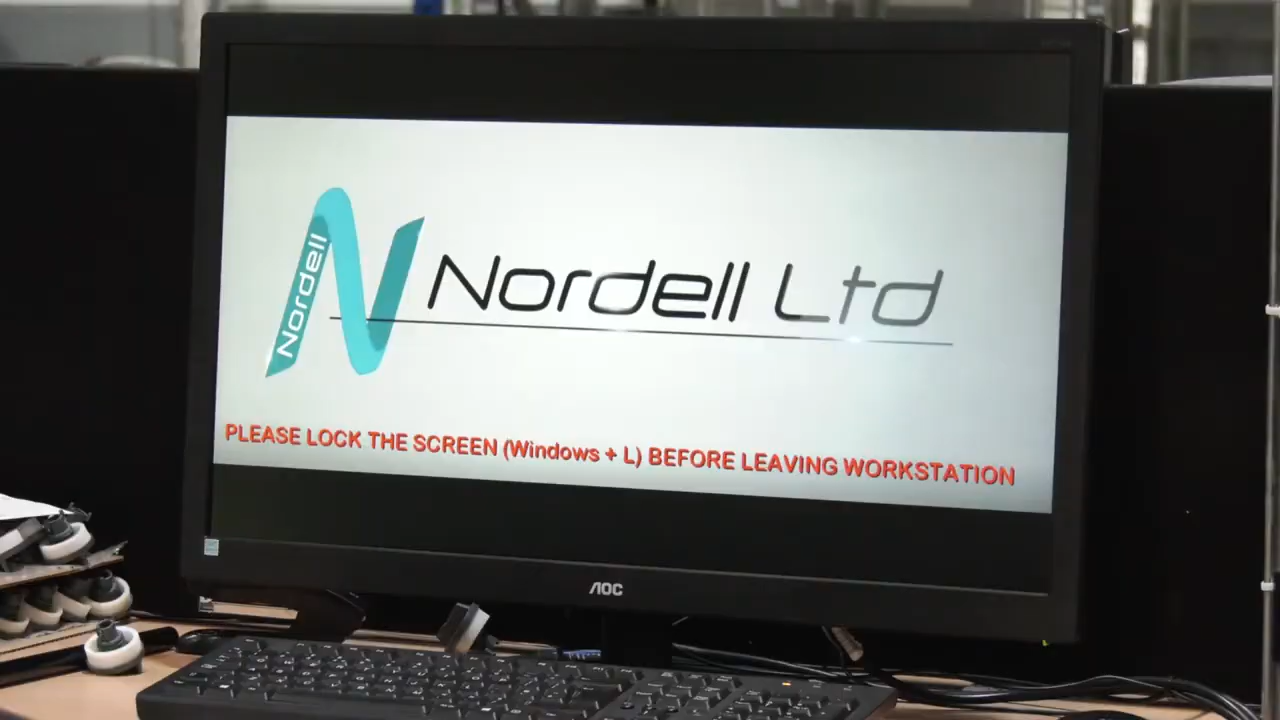 Nordell
Nordell Ltd
PLEASE LOCK THE SCREEN (Windows + L) BEFORE LEAVING WORKSTATION
AOC